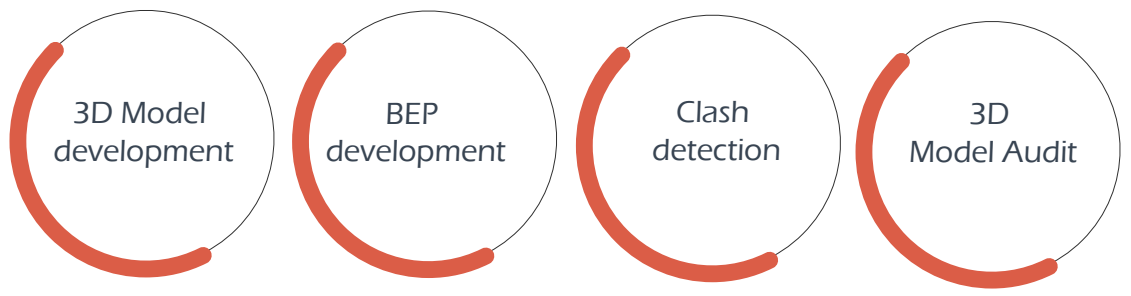 3D Model
development
BEP
development
Clash
detection
3D
Model Audit